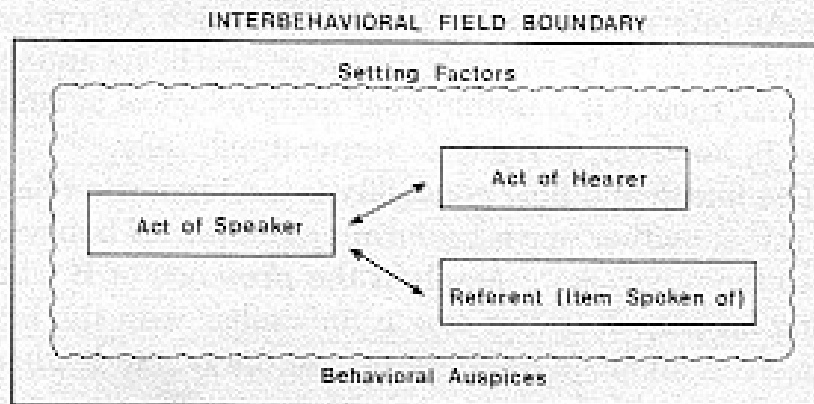 INTERBEHAVIORAL FIELD BOUNDARY
Setting Factors
Act of Hearer
Act of Speaker
Referent (Item Spoken of)
Behavioral Auspices